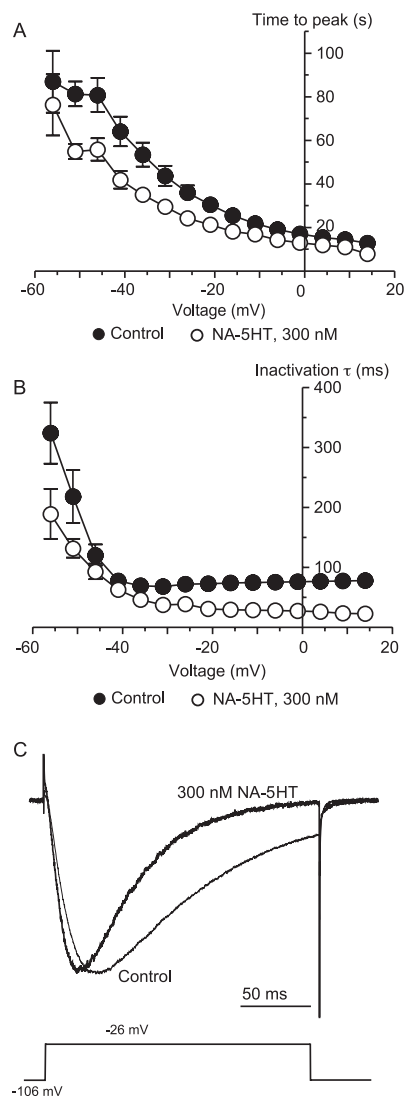 A
Time to peak (s)
100
80
60
40
20
-60
-40
-20
0
20
Voltage (mV)
● Control ○ NA-5HT, 300 nM
B
Inactivation τ (ms)
400
300
200
100
-60
-40
-20
0
20
Voltage (mV)
● Control ○ NA-5HT, 300 nM
C
300 nM NA-5HT
Control
50 ms
-26 mV
-106 mV